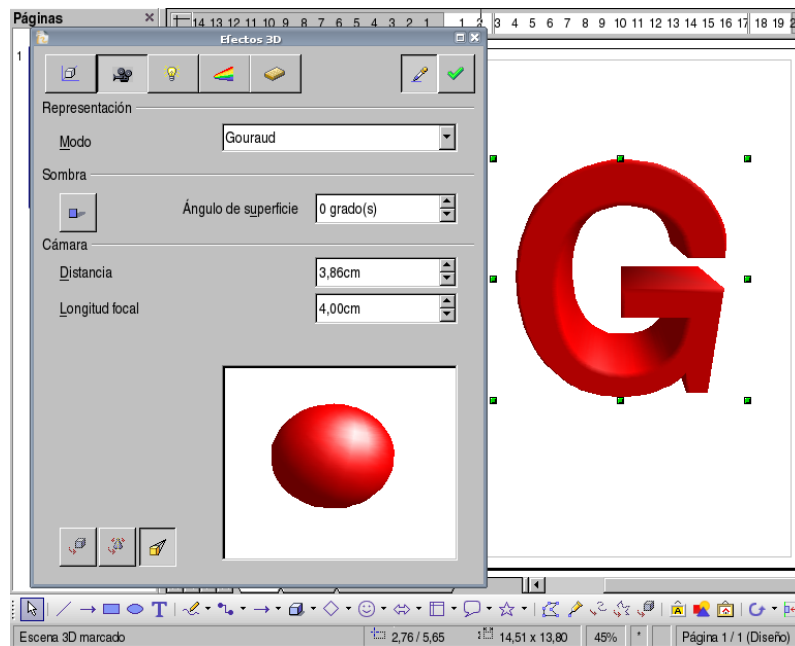 Páginas ×
14 13 12 11 10 9 8 7 6 5 4 3 2 1 1 2 3 4 5 6 7 8 9 10 11 12 13 14 15 16 17 18 19
Efectos 3D
1
Representación
Modo Gouraud
Sombra
Ángulo de superficie 0 grado(s)
Cámara
Distancia 3,86cm
Longitud focal 4,00cm
G
T
Escena 3D marcado 2,76 / 5,65 14,51 x 13,80 45% * Página 1 / 1 (Diseño)